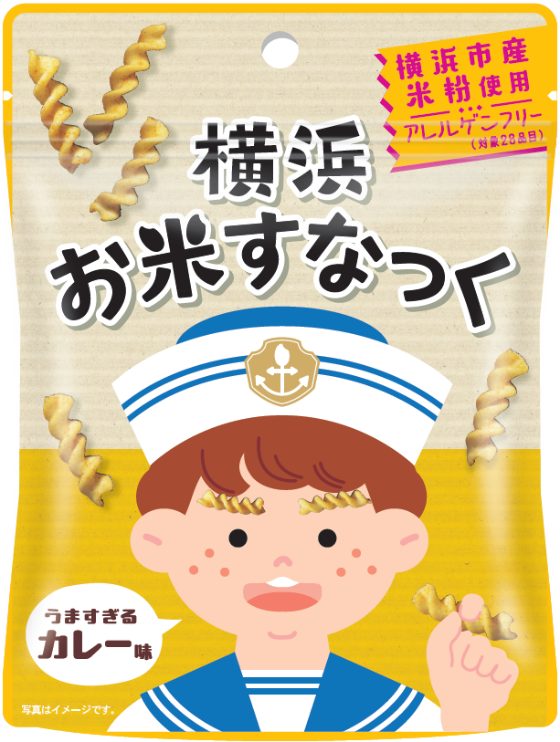 横浜市産
米粉使用
アレルゲンフリー
(対象28品目)
横浜
お米すなっく
うますぎる
カレー味
写真はイメージです。